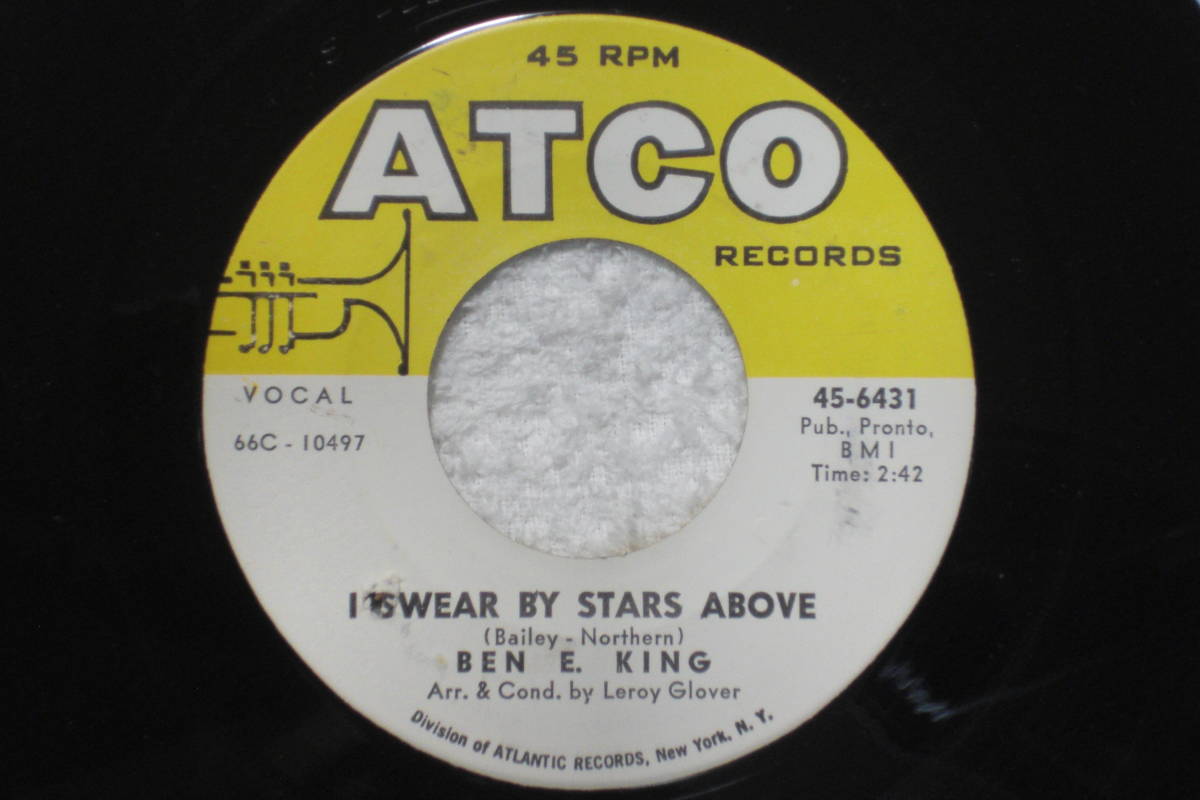 45 RPM
ATCO
RECORDS
VOCAL
66C - 10497
45-6431
Pub., Pronto,
BMI
Time: 2:42
I SWEAR BY STARS ABOVE
(Bailey - Northern)
BEN E. KING
Arr. & Cond. by Leroy Glover
Division of ATLANTIC RECORDS, New York, N. Y.